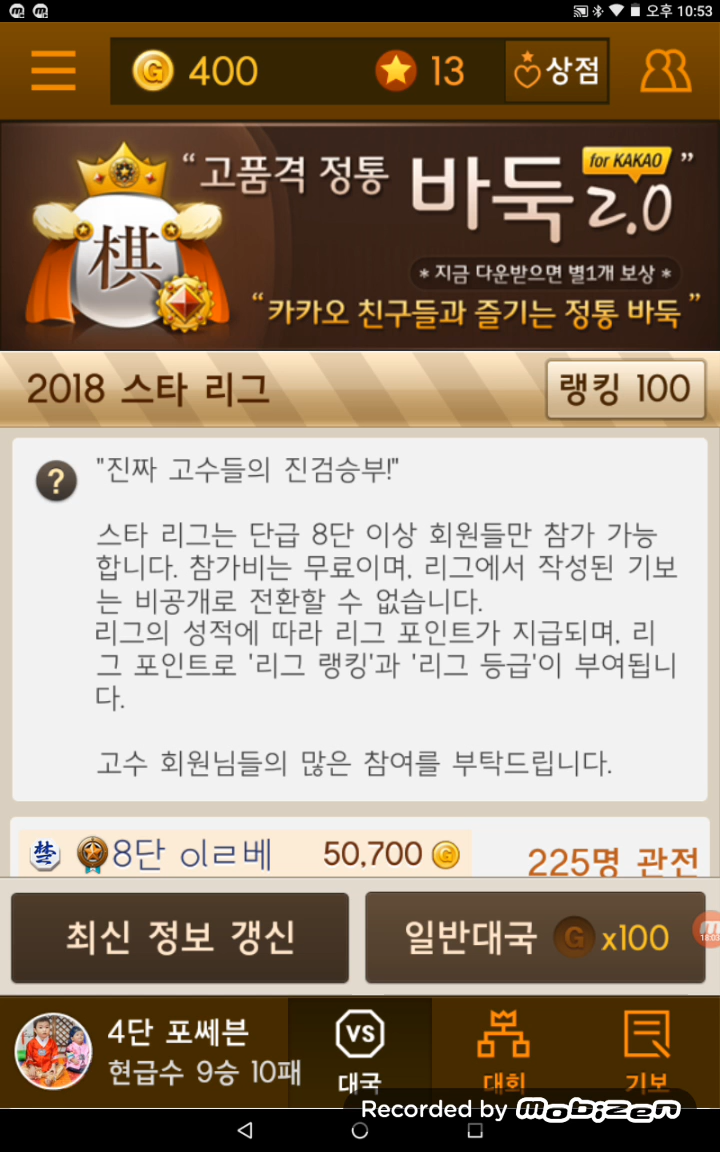 오후 10:53
G 400
13
상점
“고품격 정통 바둑 2.0”
for KAKAO
棋
* 지금 다운받으면 별1개 보상 *
“카카오 친구들과 즐기는 정통 바둑”
2018 스타 리그
랭킹 100
?
"진짜 고수들의 진검승부!"
스타 리그는 단급 8단 이상 회원들만 참가 가능
합니다. 참가비는 무료이며, 리그에서 작성된 기보
는 비공개로 전환할 수 없습니다.
리그의 성적에 따라 리그 포인트가 지급되며, 리
그 포인트로 '리그 랭킹'과 '리그 등급'이 부여됩니
다.
고수 회원님들의 많은 참여를 부탁드립니다.
8단 이르베
50,700 G
225명 관전
최신 정보 갱신
일반대국 G x100
18:03
4단 포쎄븐
현급수 9승 10패
VS
대국
대회
기보
Recorded by mobizen